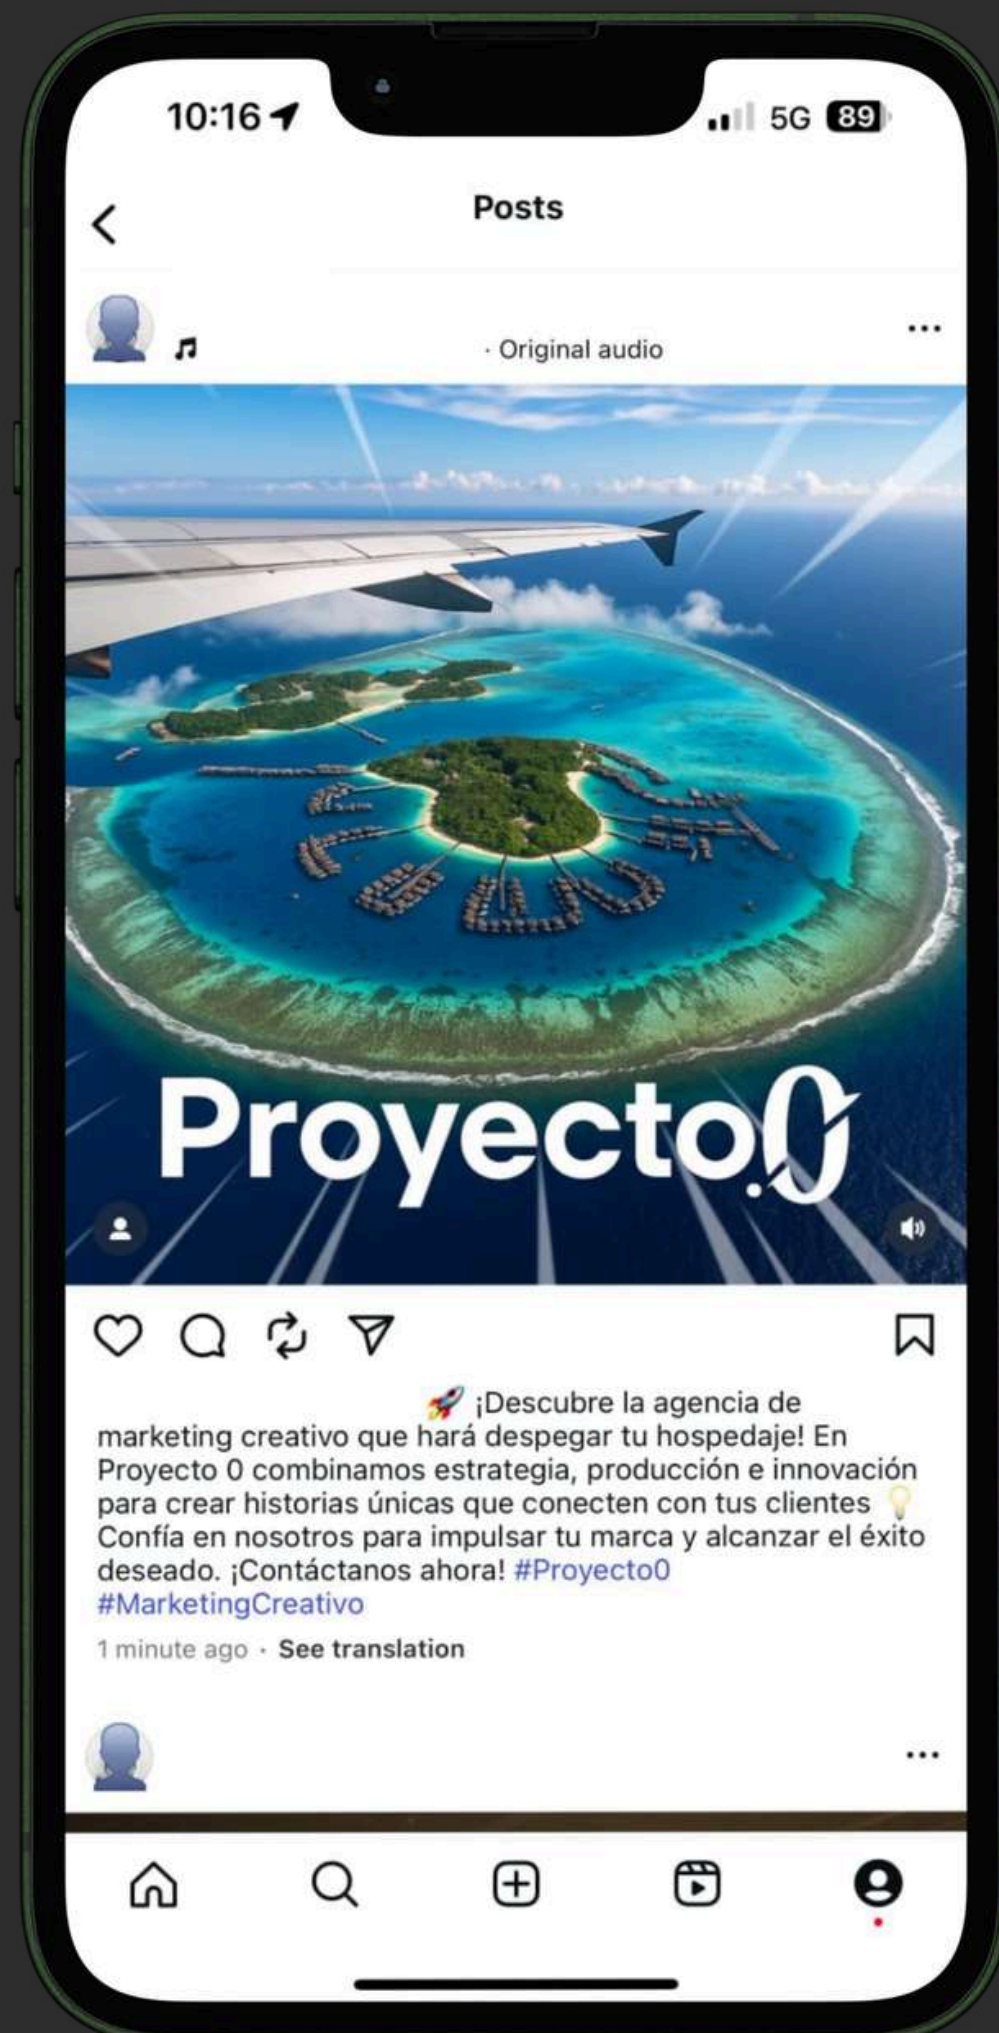 10:16
5G 89
Posts
· Original audio
Proyecto.0
🚀 ¡Descubre la agencia de
marketing creativo que hará despegar tu hospedaje! En
Proyecto 0 combinamos estrategia, producción e innovación
para crear historias únicas que conecten con tus clientes 💡
Confía en nosotros para impulsar tu marca y alcanzar el éxito
deseado. ¡Contáctanos ahora! #Proyecto0
#MarketingCreativo
1 minute ago · See translation